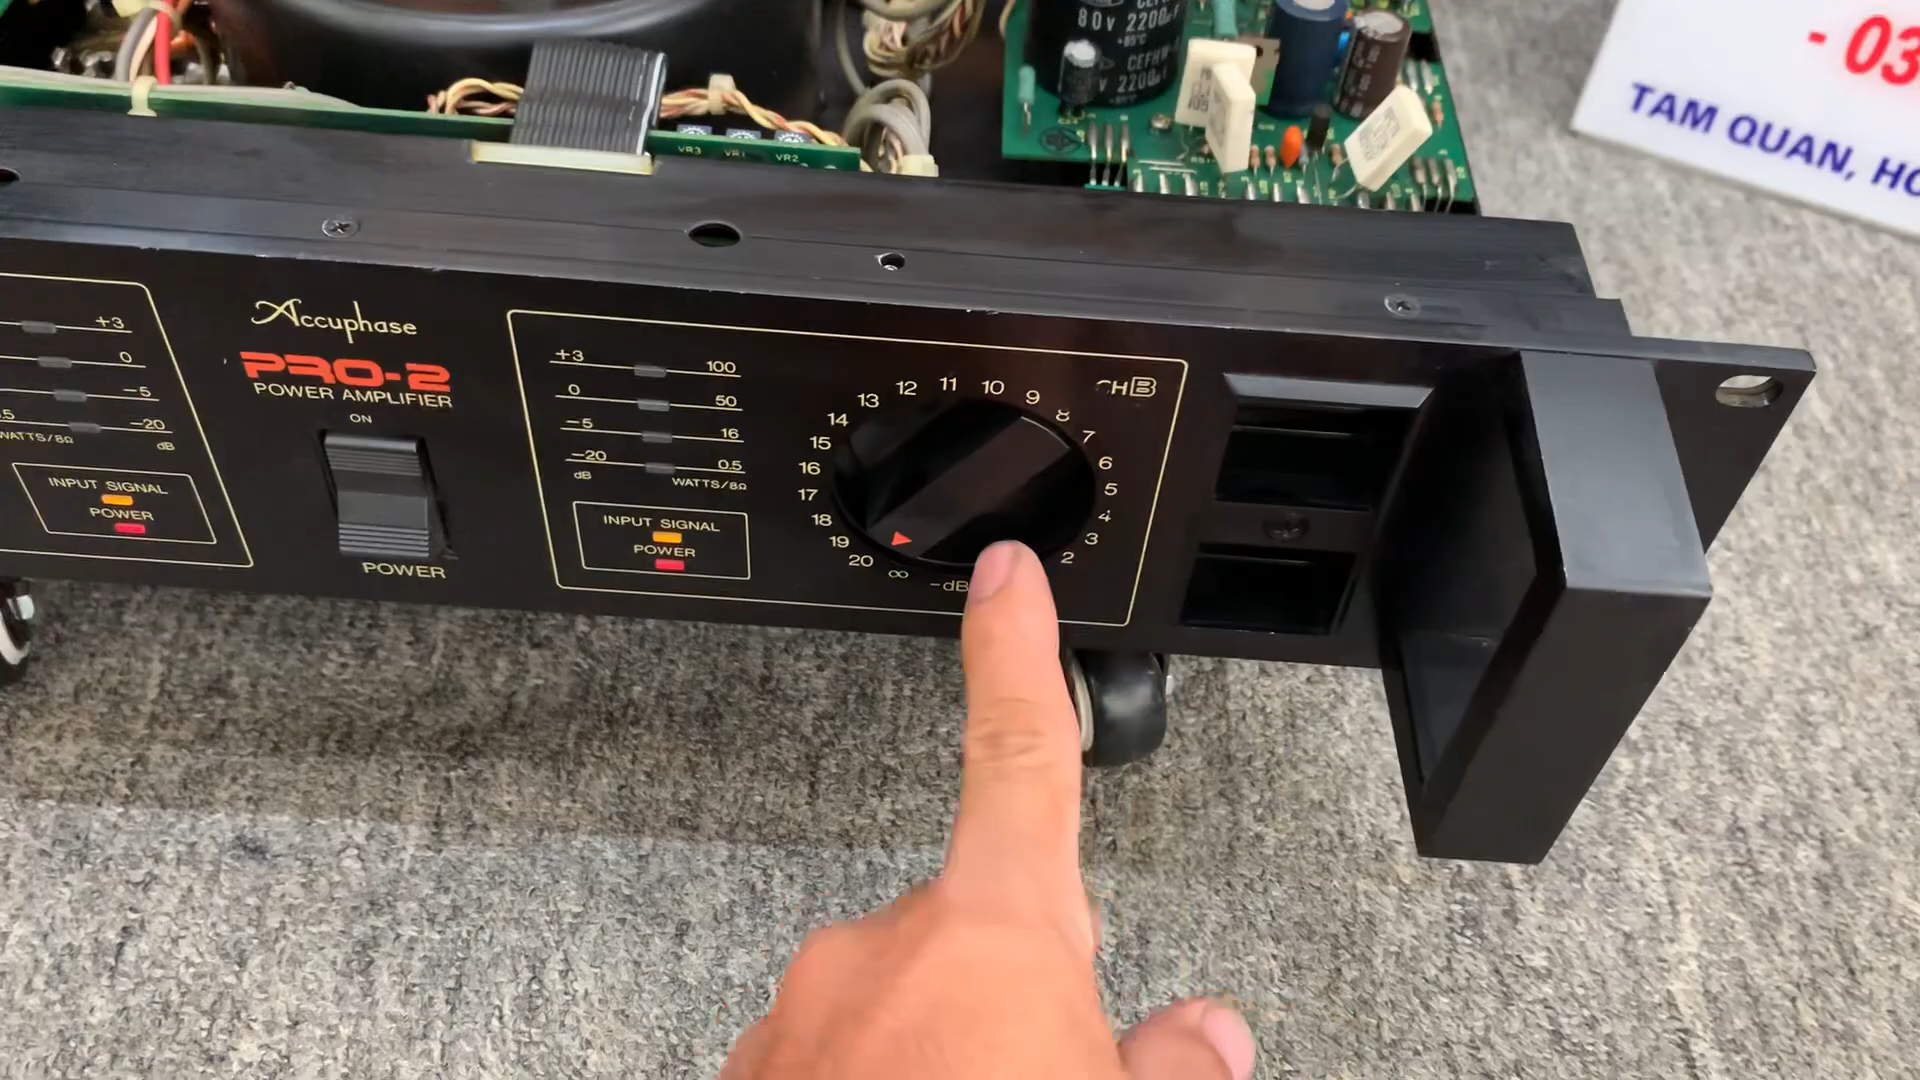 80V 2200µF
2200µF
- 03
TAM QUAN, HO
VR3 VR1 VR2
+3
0
-5
-20
WATTS/8Ω
dB
INPUT SIGNAL
POWER
Accuphase
PRO-2
POWER AMPLIFIER
ON
POWER
+3 100
0 50
-5 16
-20 0.5
dB WATTS/8Ω
INPUT SIGNAL
POWER
CH B
∞ 20 19 18 17 16 15 14 13 12 11 10 9 8 7 6 5 4 3 2
-dB